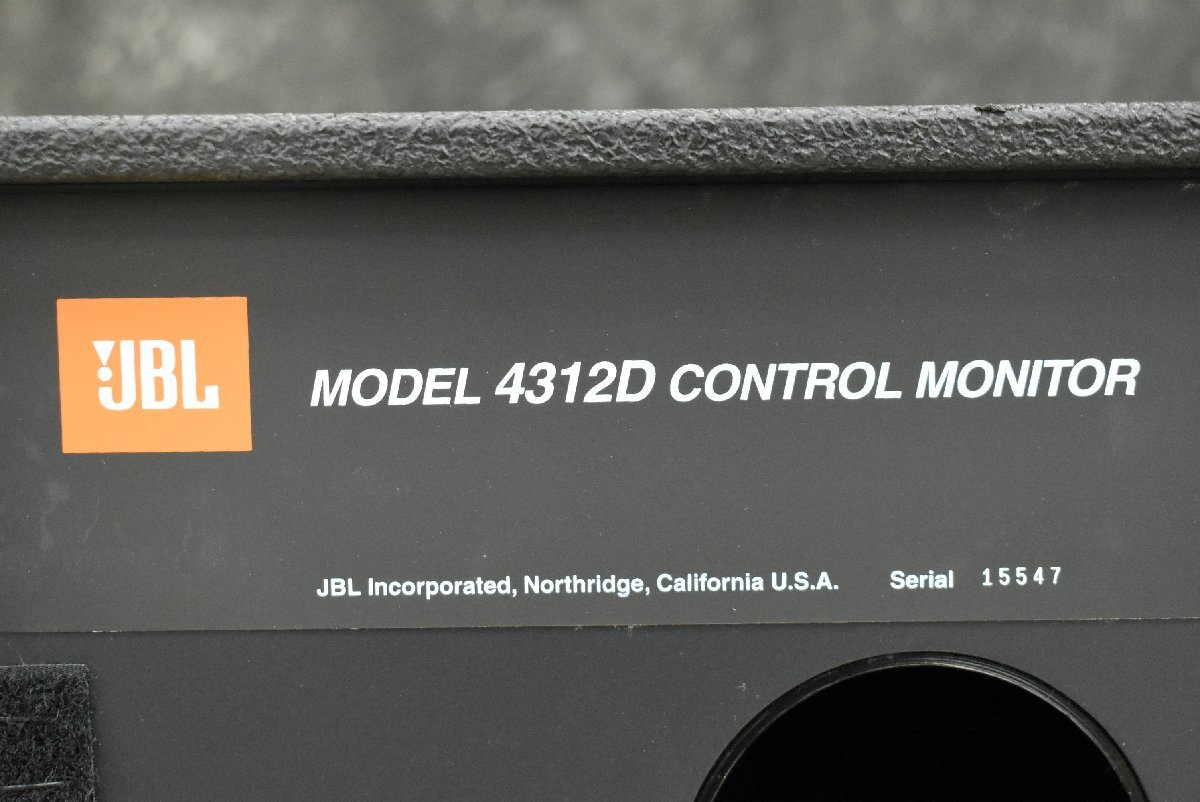 JBL
MODEL 4312D CONTROL MONITOR
JBL Incorporated, Northridge, California U.S.A. Serial 15547